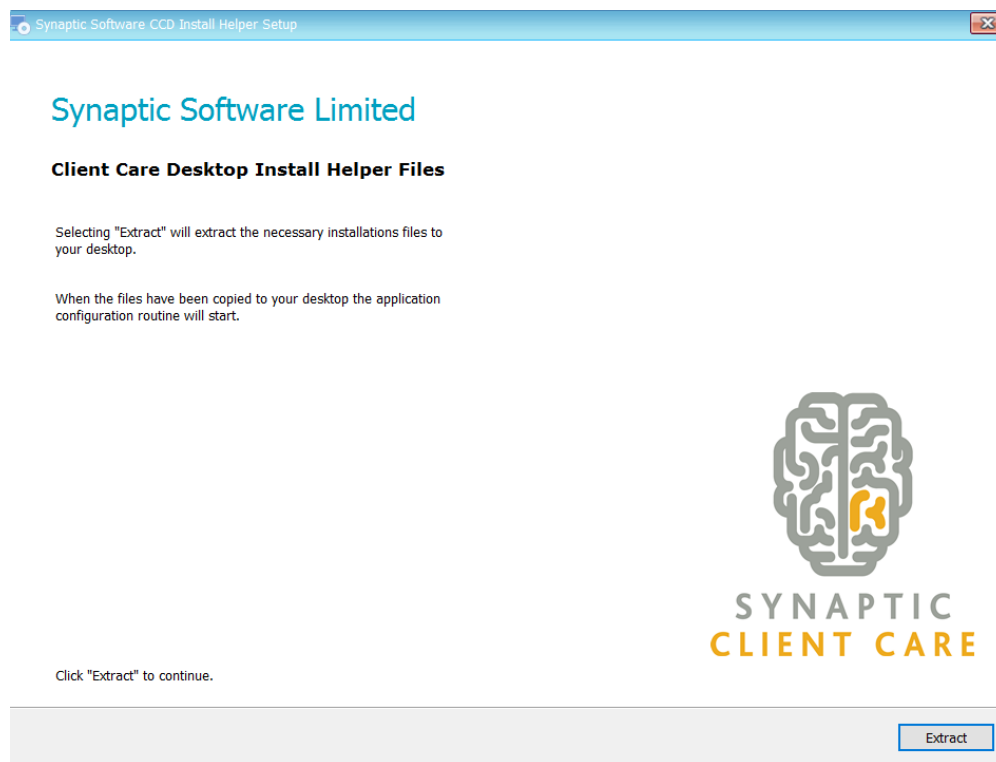 Synaptic Software CCD Install Helper Setup
Synaptic Software Limited
Client Care Desktop Install Helper Files
Selecting "Extract" will extract the necessary installations files to
your desktop.
When the files have been copied to your desktop the application
configuration routine will start.
SYNAPTIC
CLIENT CARE
Click "Extract" to continue.
Extract